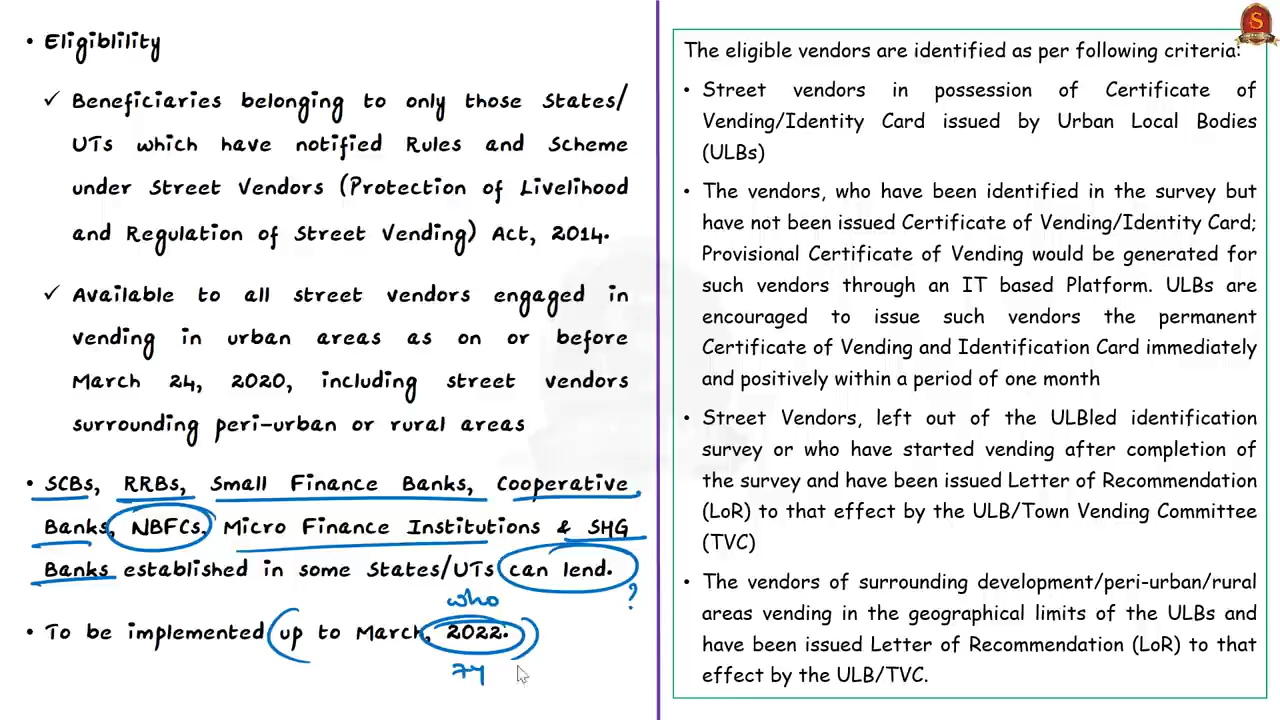 • Eligiblility
✓ Beneficiaries belonging to only those States/
UTs which have notified Rules and Scheme
under Street Vendors (Protection of Livelihood
and Regulation of Street Vending) Act, 2014.
✓ Available to all street vendors engaged in
vending in urban areas as on or before
March 24, 2020, including street vendors
surrounding peri-urban or rural areas
• SCBs, RRBs, Small Finance Banks, Cooperative
Banks, NBFCs, Micro Finance Institutions & SHG
Banks established in some States/UTs can lend.
?
who
• To be implemented up to March, 2022.
S
The eligible vendors are identified as per following criteria:
• Street vendors in possession of Certificate of
Vending/Identity Card issued by Urban Local Bodies
(ULBs)
• The vendors, who have been identified in the survey but
have not been issued Certificate of Vending/Identity Card;
Provisional Certificate of Vending would be generated for
such vendors through an IT based Platform. ULBs are
encouraged to issue such vendors the permanent
Certificate of Vending and Identification Card immediately
and positively within a period of one month
• Street Vendors, left out of the ULBled identification
survey or who have started vending after completion of
the survey and have been issued Letter of Recommendation
(LoR) to that effect by the ULB/Town Vending Committee
(TVC)
• The vendors of surrounding development/peri-urban/rural
areas vending in the geographical limits of the ULBs and
have been issued Letter of Recommendation (LoR) to that
effect by the ULB/TVC.